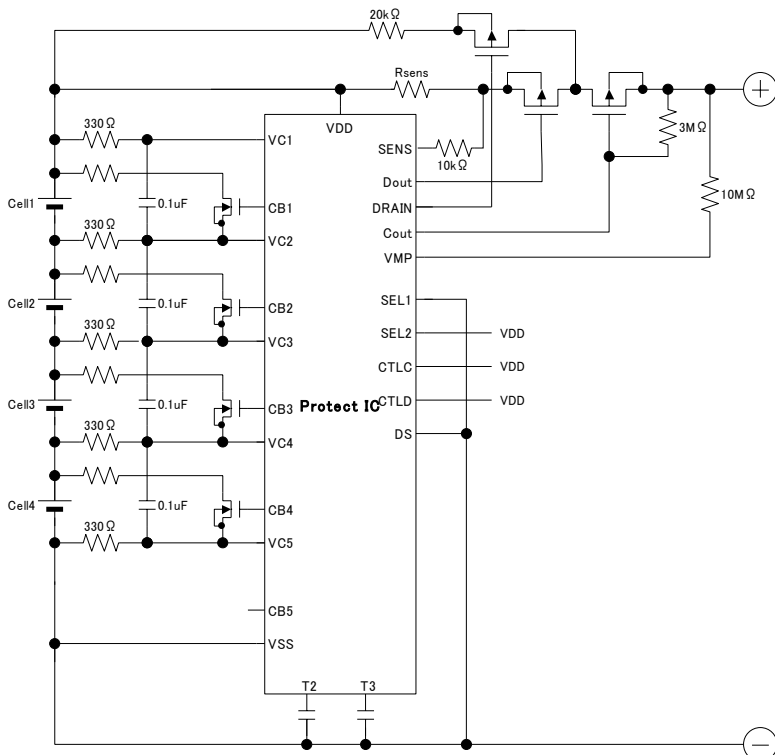 20kΩ
Rsens
330Ω
VDD
VC1
SENS
3MΩ
10kΩ
Dout
Cell1
0.1uF
CB1
DRAIN
10MΩ
330Ω
Cout
VC2
VMP
SEL1
Cell2
0.1uF
CB2
SEL2
VDD
330Ω
VC3
CTLC
VDD
Cell3
0.1uF
CB3
Protect IC
CTLD
VDD
330Ω
VC4
DS
Cell4
0.1uF
CB4
330Ω
VC5
CB5
VSS
T2
T3
+
−